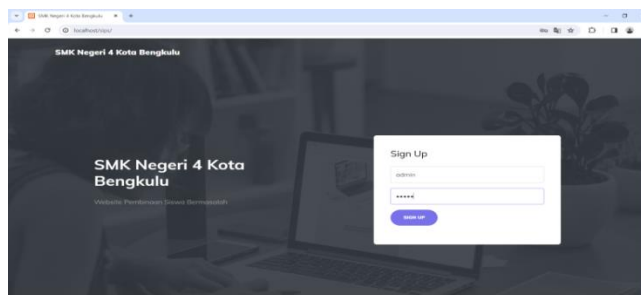 SMK Negeri 4 Kota Bengkulu
localhost/sips/
SMK Negeri 4 Kota Bengkulu
SMK Negeri 4 Kota
Bengkulu
Website Pembinaan Siswa Bermasalah
Sign Up
admin
•••••
SIGN UP